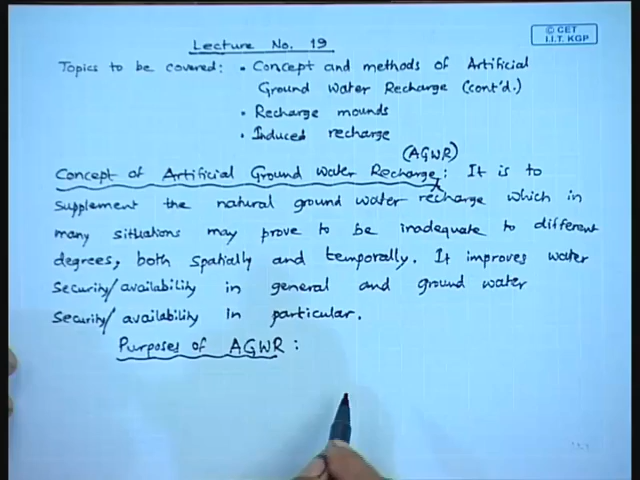 © CET
I.I.T. KGP
Lecture No. 19
Topics to be covered: • Concept and methods of Artificial
Ground Water Recharge (cont'd.)
• Recharge mounds
• Induced recharge
(AGWR)
Concept of Artificial Ground Water Recharge: It is to
supplement the natural ground water recharge which in
many situations may prove to be inadequate to different
degrees, both spatially and temporally. It improves water
security/availability in general and ground water
security/availability in particular.
Purposes of AGWR: